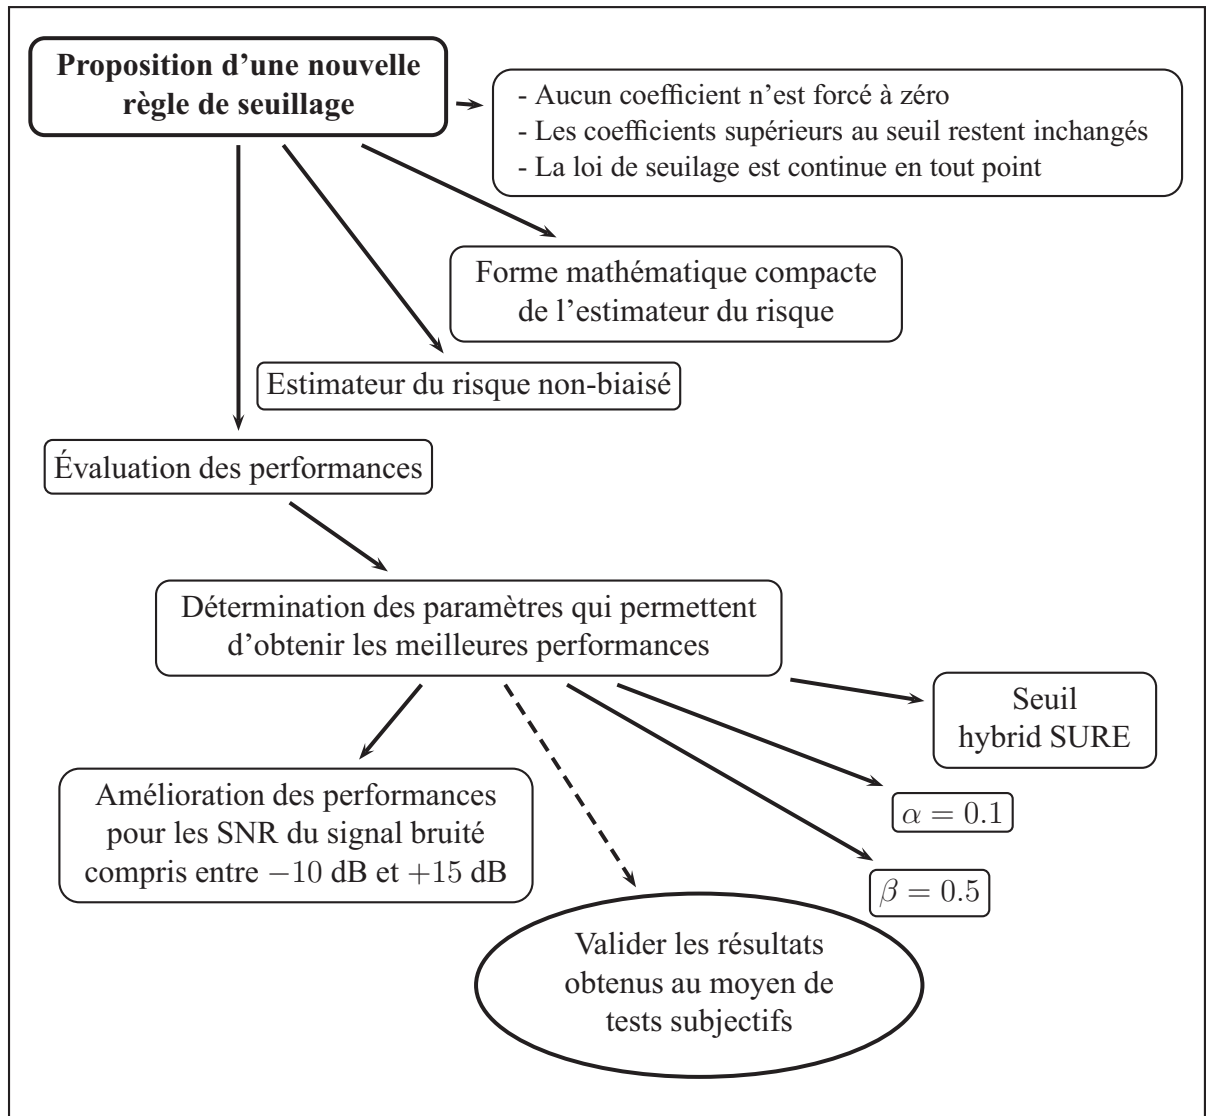 Proposition d’une nouvelle
règle de seuillage
- Aucun coefficient n’est forcé à zéro
- Les coefficients supérieurs au seuil restent inchangés
- La loi de seuilage est continue en tout point
Forme mathématique compacte
de l’estimateur du risque
Estimateur du risque non-biaisé
Évaluation des performances
Détermination des paramètres qui permettent
d’obtenir les meilleures performances
Seuil
hybrid SURE
Amélioration des performances
pour les SNR du signal bruité
compris entre −10 dB et +15 dB
α = 0.1
β = 0.5
Valider les résultats
obtenus au moyen de
tests subjectifs